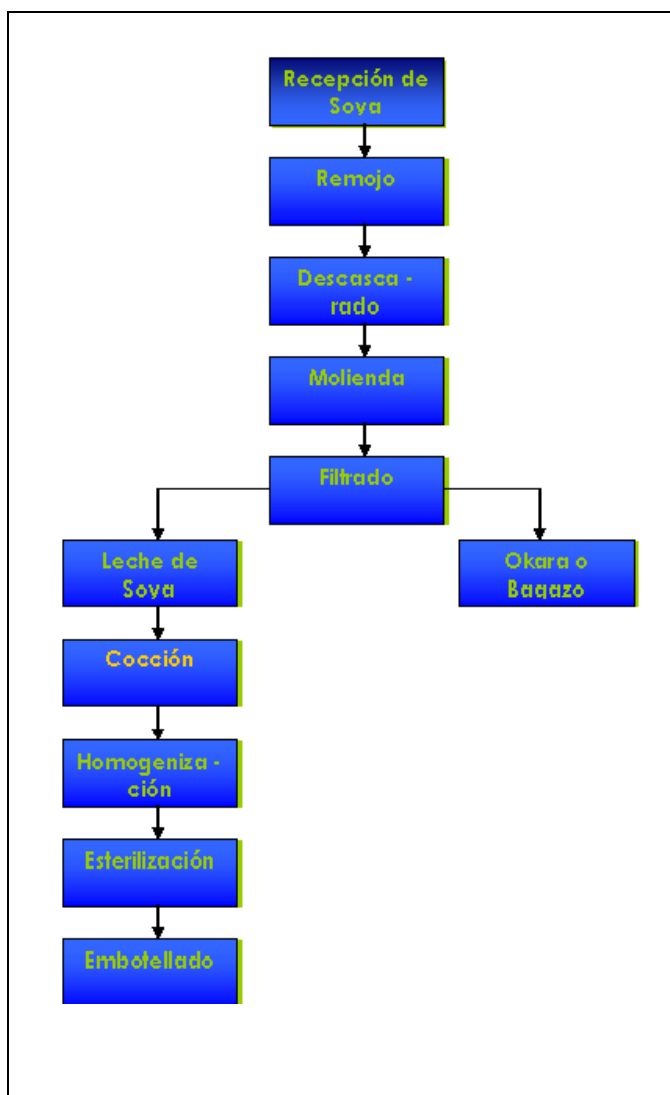 Recepción de
Soya
Remojo
Descasca -
rado
Molienda
Filtrado
Leche de
Soya
Okara o
Bagazo
Cocción
Homogeniza -
ción
Esterilización
Embotellado